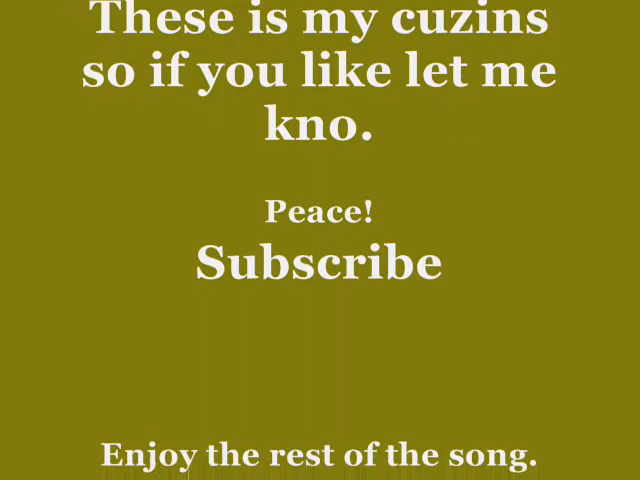 These is my cuzins
so if you like let me
kno.
Peace!
Subscribe
Enjoy the rest of the song.